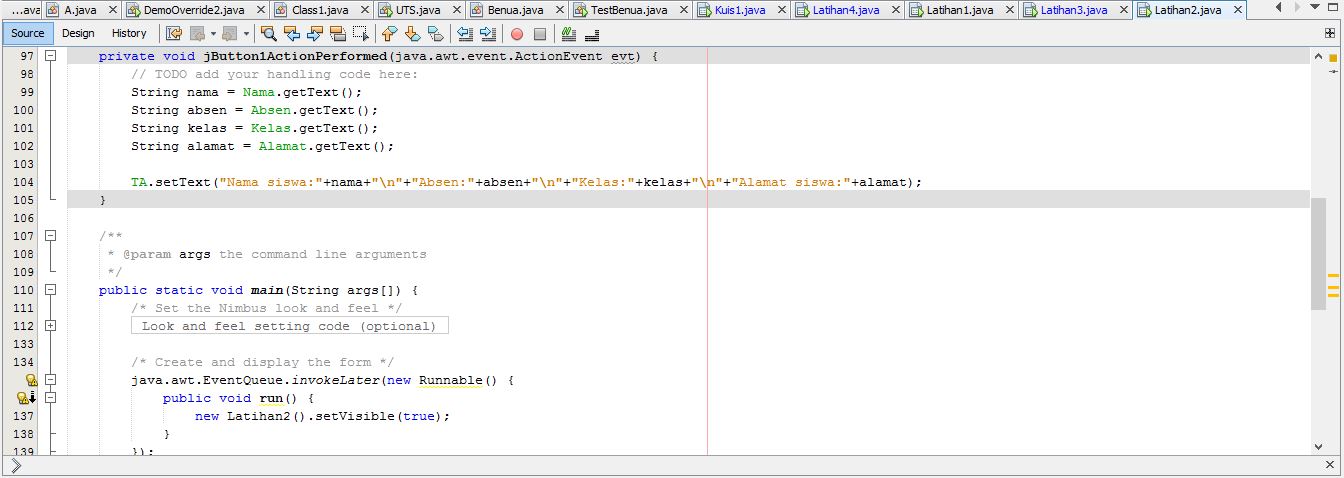 ...ava A.java DemoOverride2.java Class1.java UTS.java Benua.java TestBenua.java Kuis1.java Latihan4.java Latihan1.java Latihan3.java Latihan2.java
Source Design History
97 private void jButton1ActionPerformed(java.awt.event.ActionEvent evt) {
98 // TODO add your handling code here:
99 String nama = Nama.getText();
100 String absen = Absen.getText();
101 String kelas = Kelas.getText();
102 String alamat = Alamat.getText();
103
104 TA.setText("Nama siswa:"+nama+"\n"+"Absen:"+absen+"\n"+"Kelas:"+kelas+"\n"+"Alamat siswa:"+alamat);
105 }
106
107 /**
108 * @param args the command line arguments
109 */
110 public static void main(String args[]) {
111 /* Set the Nimbus look and feel */
112 Look and feel setting code (optional)
133
134 /* Create and display the form */
java.awt.EventQueue.invokeLater(new Runnable() {
public void run() {
137 new Latihan2().setVisible(true);
138 }
139 });